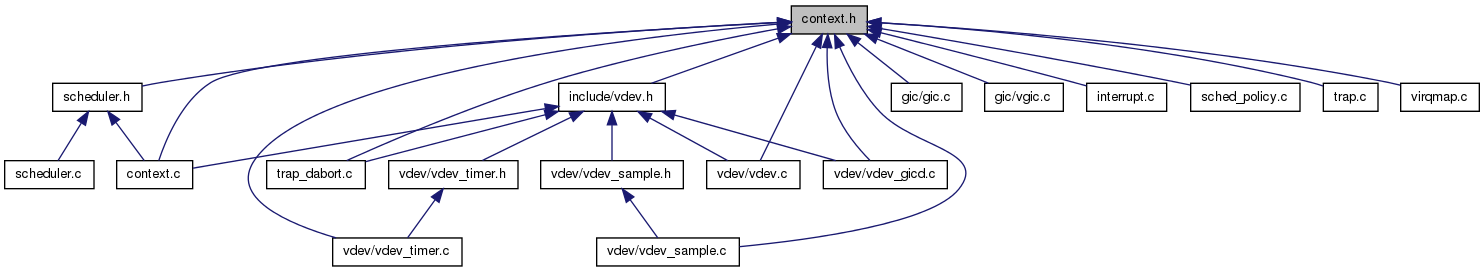 context.h
scheduler.h
include/vdev.h
gic/gic.c
gic/vgic.c
interrupt.c
sched_policy.c
trap.c
virqmap.c
scheduler.c
context.c
trap_dabort.c
vdev/vdev_timer.h
vdev/vdev_sample.h
vdev/vdev.c
vdev/vdev_gicd.c
vdev/vdev_timer.c
vdev/vdev_sample.c